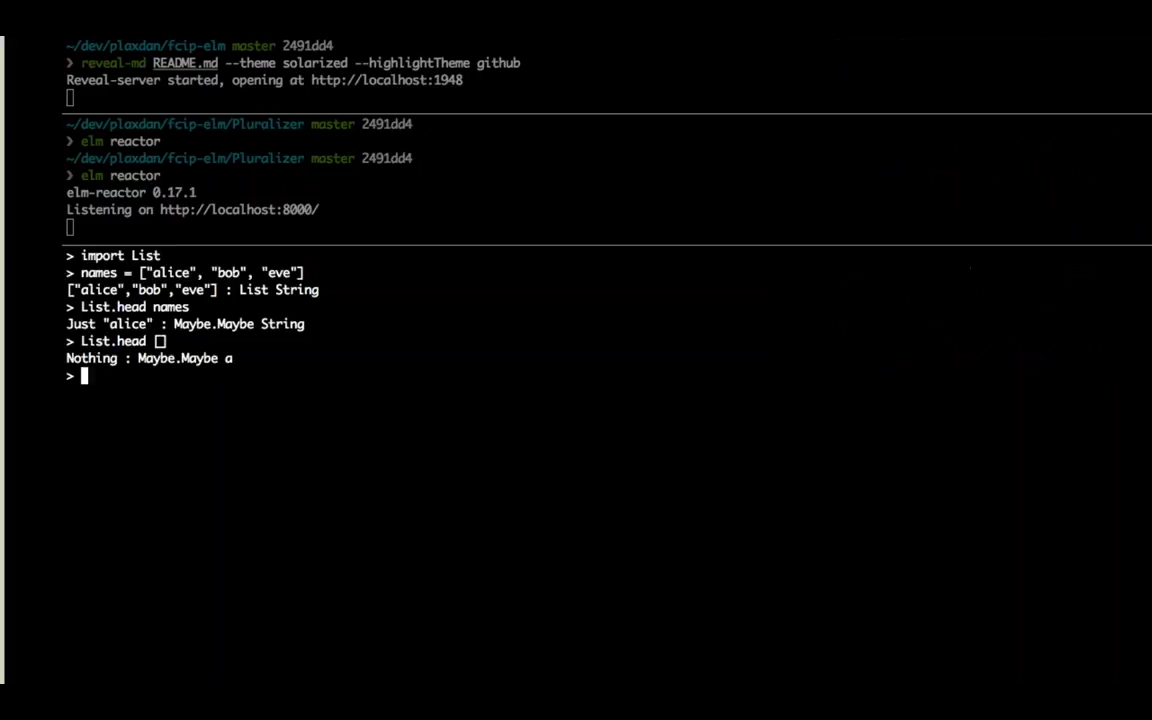 ~/dev/plaxdan/fcip-elm master 2491dd4
❯ reveal-md README.md --theme solarized --highlightTheme github
Reveal-server started, opening at http://localhost:1948
~/dev/plaxdan/fcip-elm/Pluralizer master 2491dd4
❯ elm reactor
~/dev/plaxdan/fcip-elm/Pluralizer master 2491dd4
❯ elm reactor
elm-reactor 0.17.1
Listening on http://localhost:8000/
> import List
> names = ["alice", "bob", "eve"]
["alice","bob","eve"] : List String
> List.head names
Just "alice" : Maybe.Maybe String
> List.head []
Nothing : Maybe.Maybe a
>